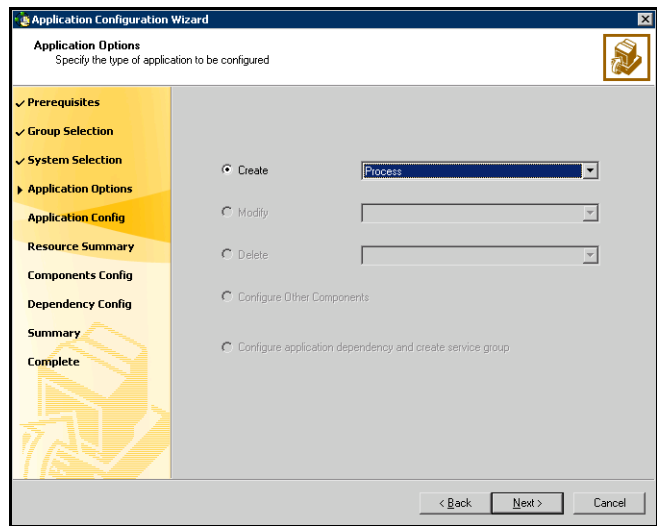 Application Configuration Wizard
Application Options
Specify the type of application to be configured
Prerequisites
Group Selection
System Selection
Application Options
Application Config
Resource Summary
Components Config
Dependency Config
Summary
Complete
Create
Process
Modify
Delete
Configure Other Components
Configure application dependency and create service group
< Back
Next >
Cancel